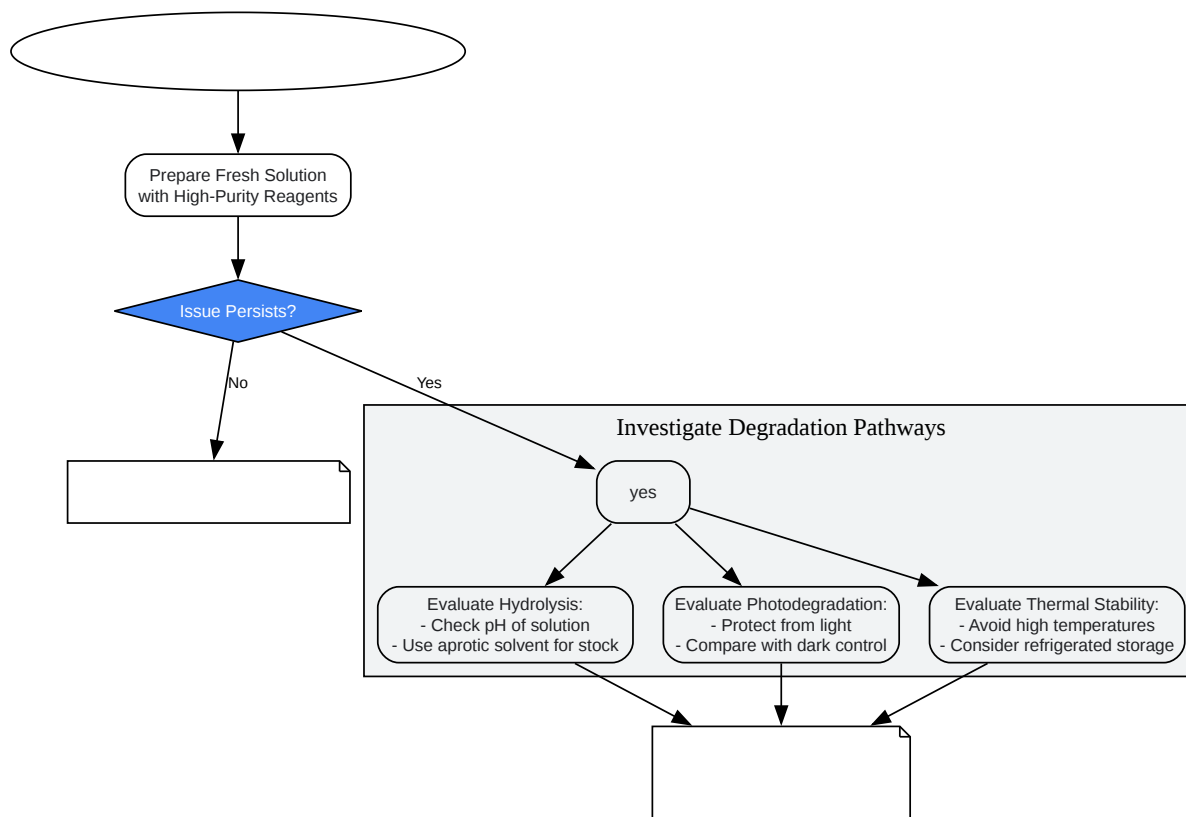 Prepare Fresh Solution
with High-Purity Reagents
Issue Persists?
No
Yes
Investigate Degradation Pathways
yes
Evaluate Hydrolysis:
- Check pH of solution
- Use aprotic solvent for stock
Evaluate Photodegradation:
- Protect from light
- Compare with dark control
Evaluate Thermal Stability:
- Avoid high temperatures
- Consider refrigerated storage